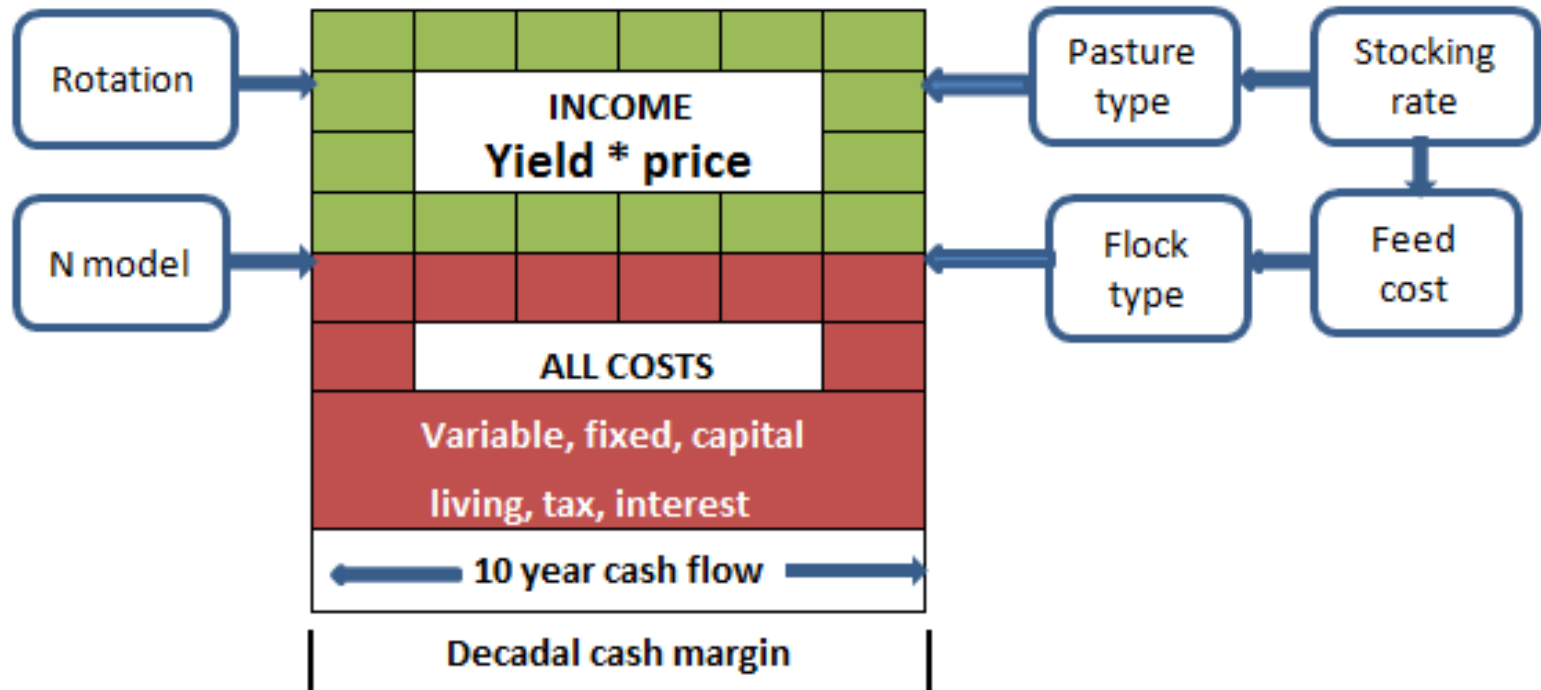 Rotation
N model
INCOME
Yield * price
ALL COSTS
Variable, fixed, capital
living, tax, interest
10 year cash flow
Decadal cash margin
Pasture
type
Stocking
rate
Flock
type
Feed
cost